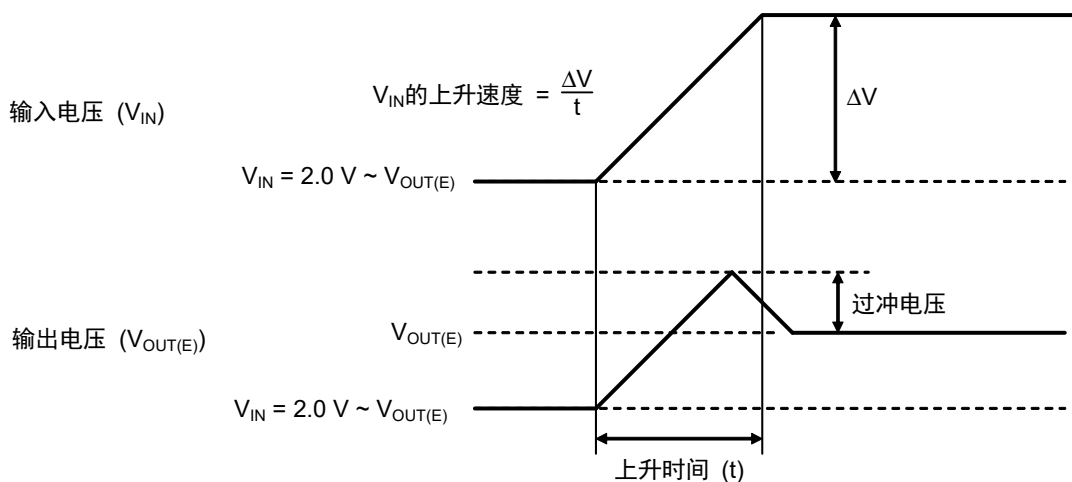 VIN的上升速度 = ΔV/t
ΔV
输入电压 (VIN)
VIN = 2.0 V ~ VOUT(E)
过冲电压
输出电压 (VOUT(E))
VOUT(E)
VIN = 2.0 V ~ VOUT(E)
上升时间 (t)